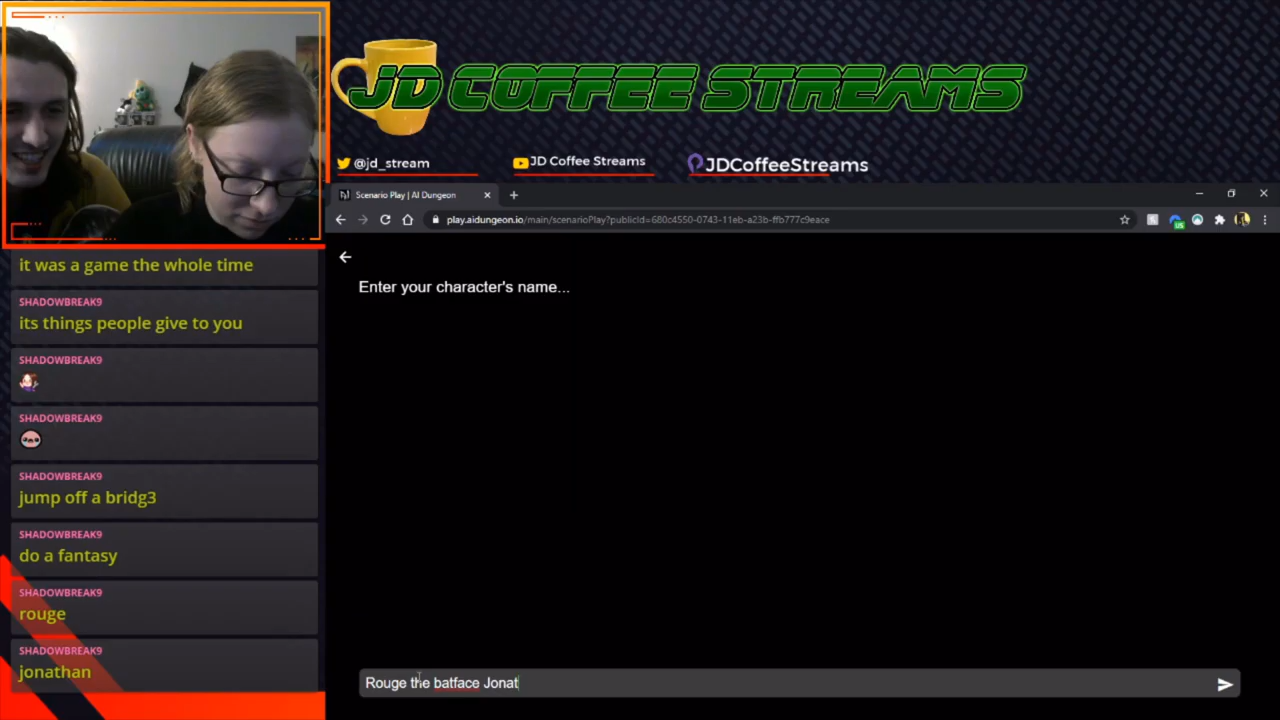 JD COFFEE STREAMS
@jd_stream
JD Coffee Streams
JDCoffeeStreams
Scenario Play | AI Dungeon
play.aidungeon.io/main/scenarioPlay?publicId=680c4550-0743-11eb-a23b-ffb777c9eace
US
Enter your character's name...
Rouge the batface Jonat
it was a game the whole time
SHADOWBREAK9
its things people give to you
SHADOWBREAK9
SHADOWBREAK9
SHADOWBREAK9
jump off a bridg3
SHADOWBREAK9
do a fantasy
SHADOWBREAK9
rouge
SHADOWBREAK9
jonathan